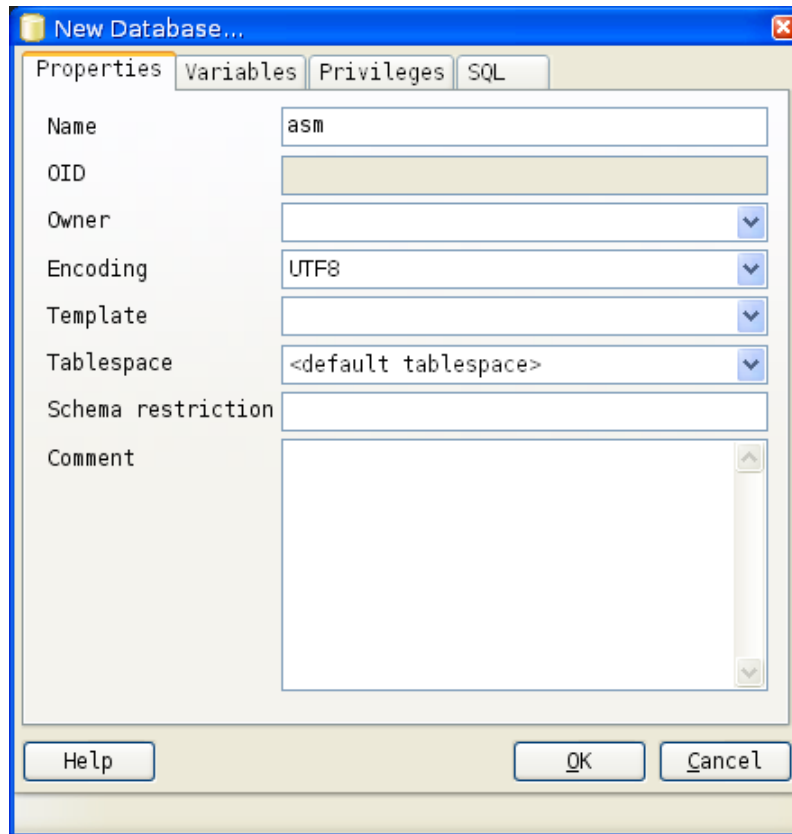 New Database...
Properties Variables Privileges SQL
Name asm
OID
Owner
Encoding UTF8
Template
Tablespace <default tablespace>
Schema restriction
Comment
Help OK Cancel